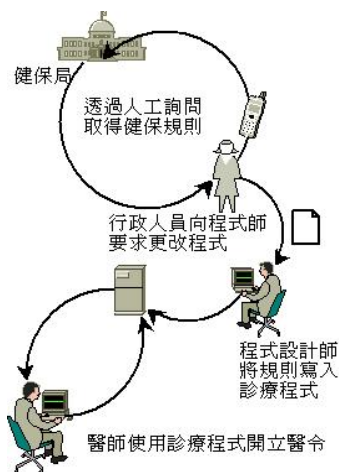 健保局
透過人工詢問
取得健保規則
行政人員向程式師
要求更改程式
程式設計師
將規則寫入
診療程式
醫師使用診療程式開立醫令